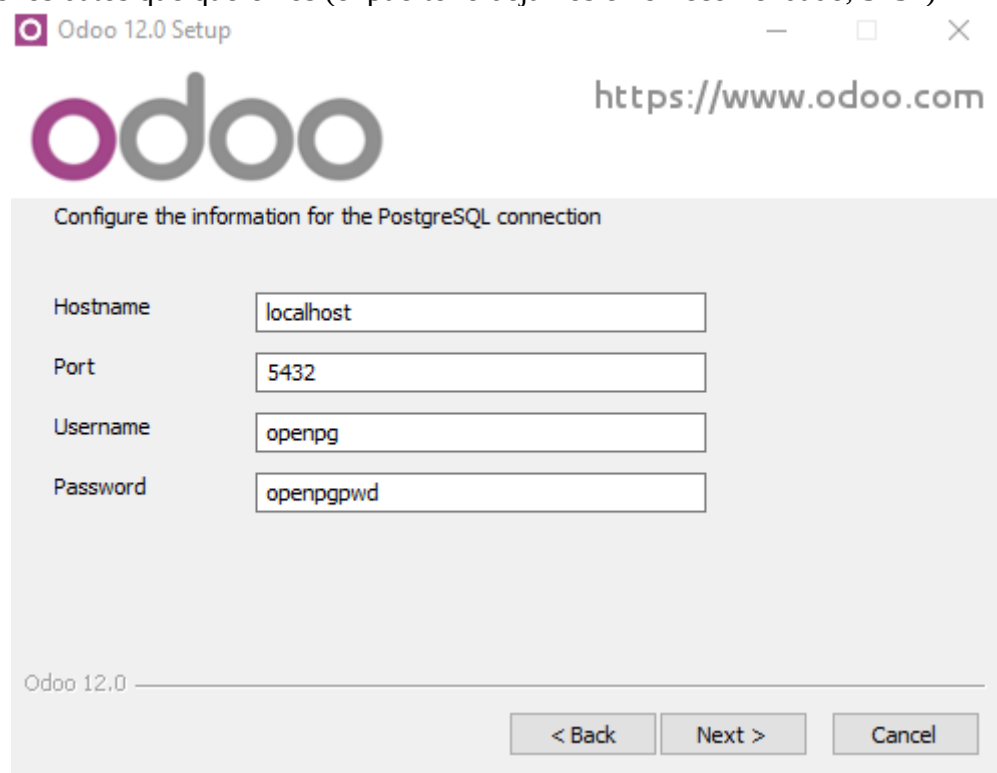 Odoo 12.0 Setup
odoo
https://www.odoo.com
Configure the information for the PostgreSQL connection
Hostname
localhost
Port
5432
Username
openpg
Password
openpgpwd
Odoo 12.0
< Back
Next >
Cancel